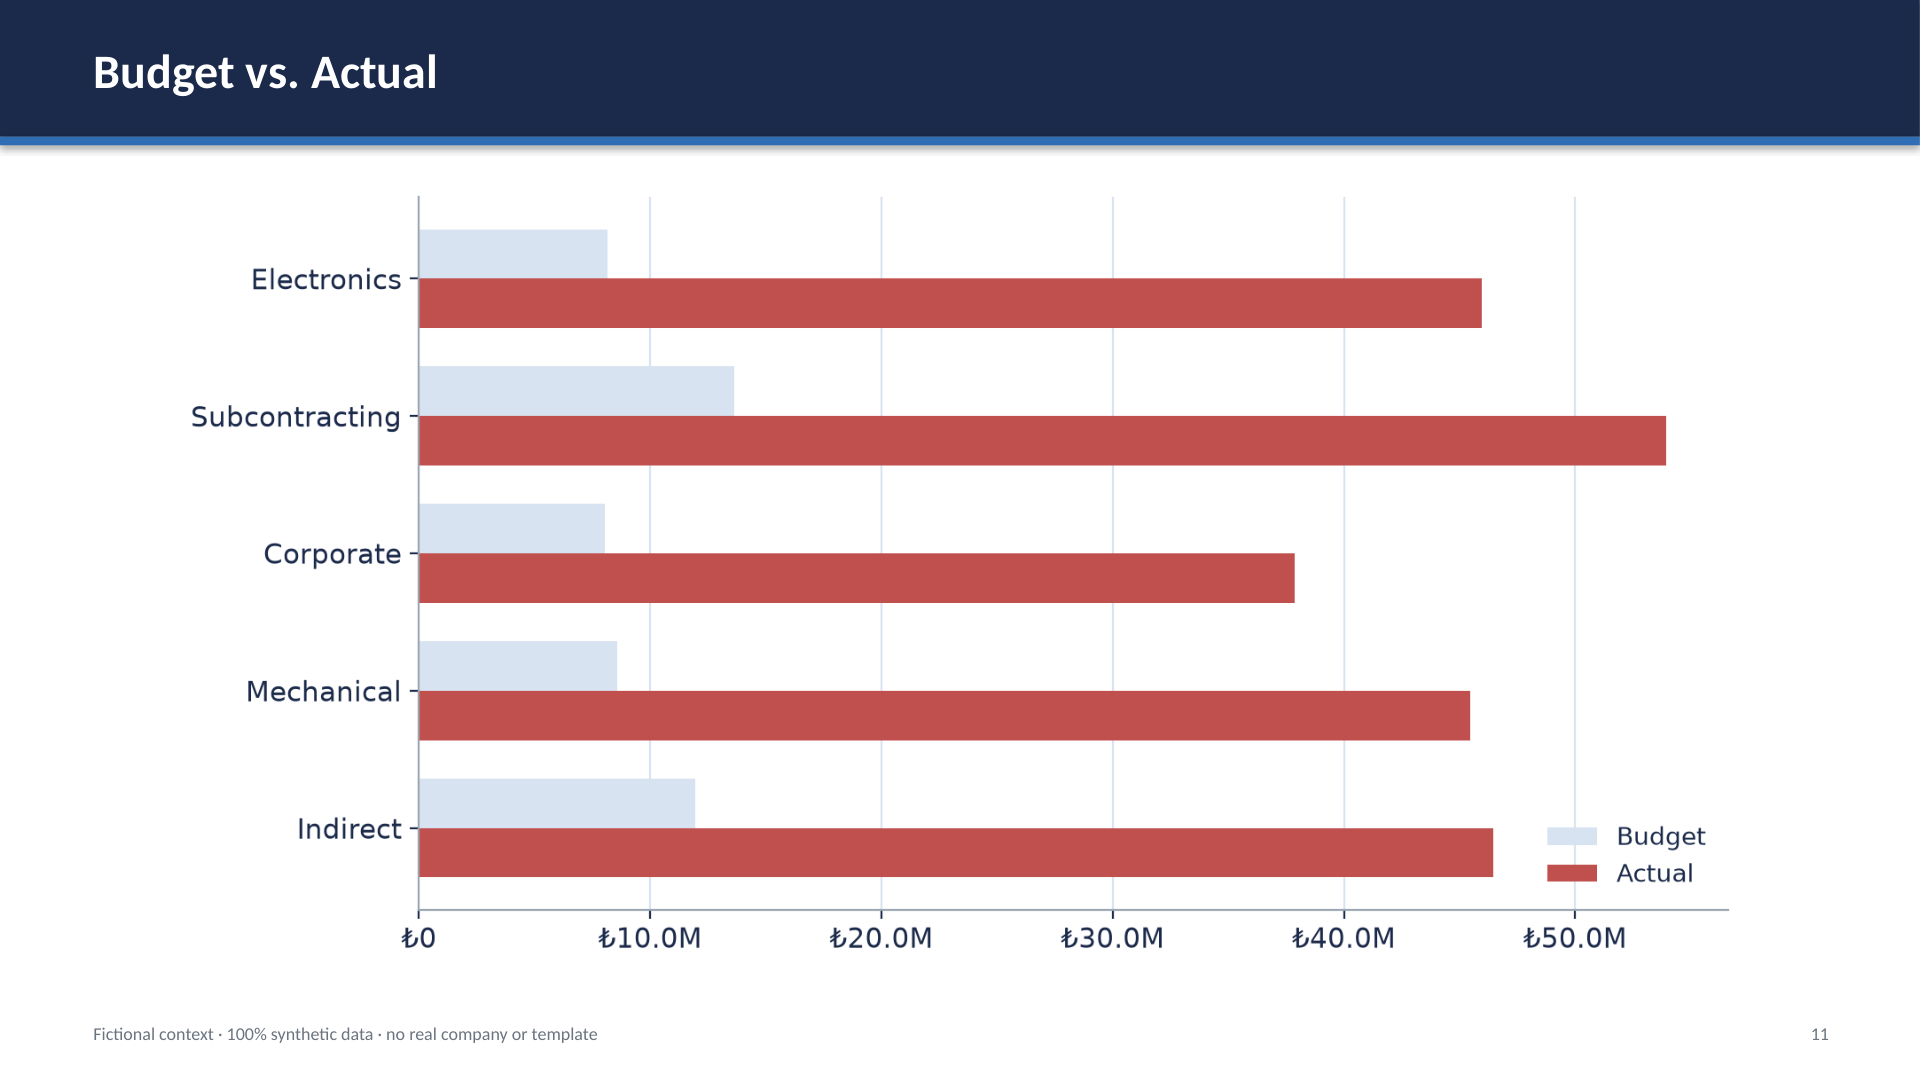 Budget vs. Actual
Electronics
Subcontracting
Corporate
Mechanical
Indirect
Budget
Actual
₺0 ₺10.0M ₺20.0M ₺30.0M ₺40.0M ₺50.0M
Fictional context · 100% synthetic data · no real company or template
11